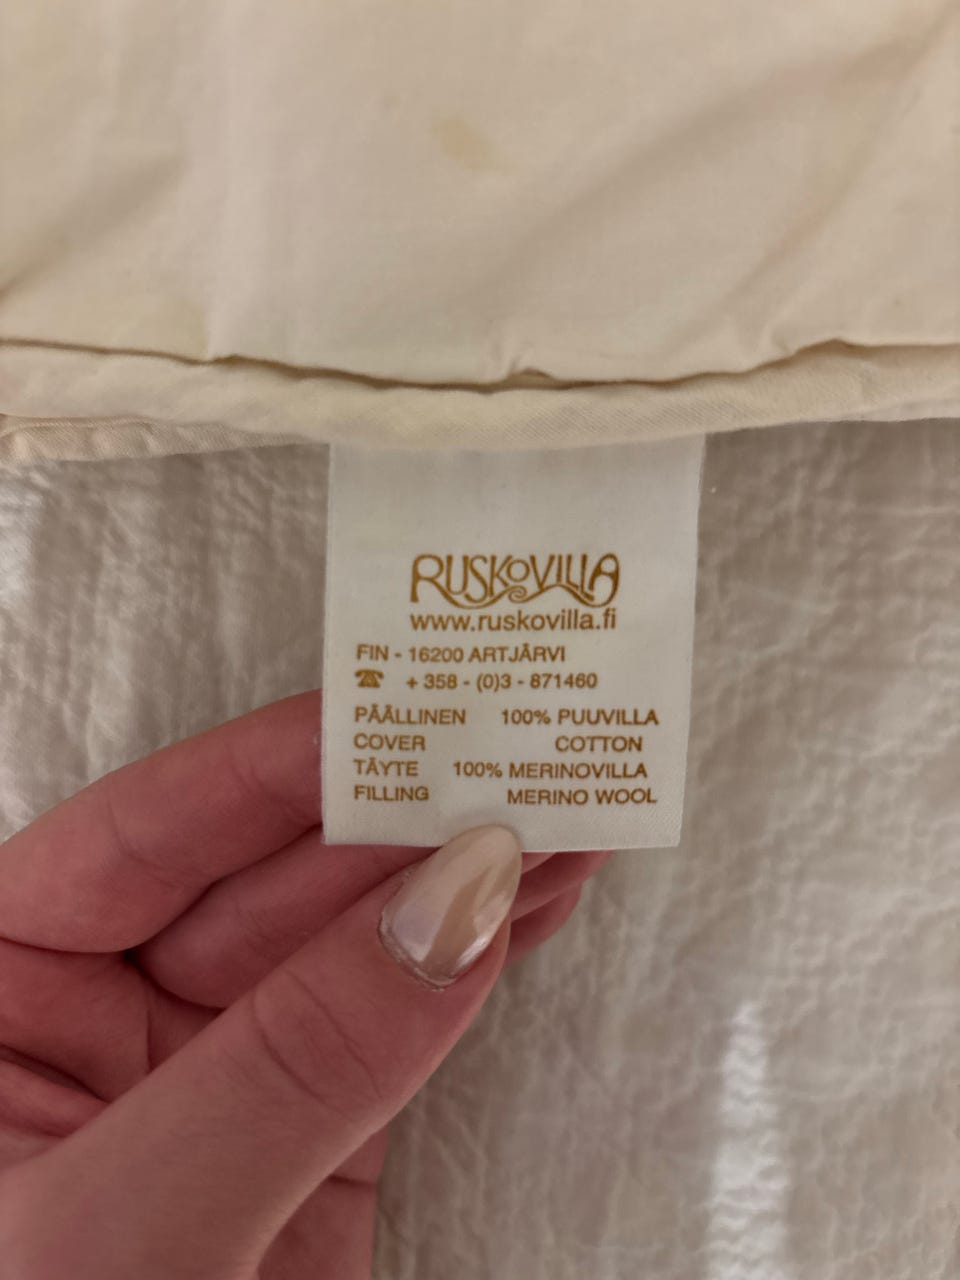 RUSKOVILLA
www.ruskovilla.fi
FIN - 16200 ARTJÄRVI
☎ + 358 - (0)3 - 871460
PÄÄLLINEN 100% PUUVILLA
COVER COTTON
TÄYTE 100% MERINOVILLA
FILLING MERINO WOOL